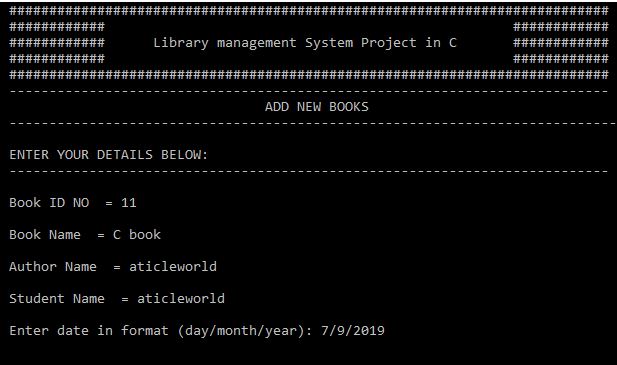 ###########################################################################
############                                                   ############
############      Library management System Project in C       ############
############                                                   ############
###########################################################################
---------------------------------------------------------------------------
ADD NEW BOOKS
----------------------------------------------------------------------------
ENTER YOUR DETAILS BELOW:
---------------------------------------------------------------------------
Book ID NO  = 11
Book Name  = C book
Author Name  = aticleworld
Student Name  = aticleworld
Enter date in format (day/month/year): 7/9/2019